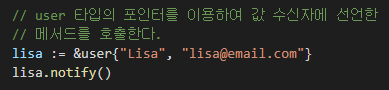 // user 타입의 포인터를 이용하여 값 수신자에 선언한
// 메서드를 호출한다.
lisa := &user{"Lisa", "lisa@email.com"}
lisa.notify()